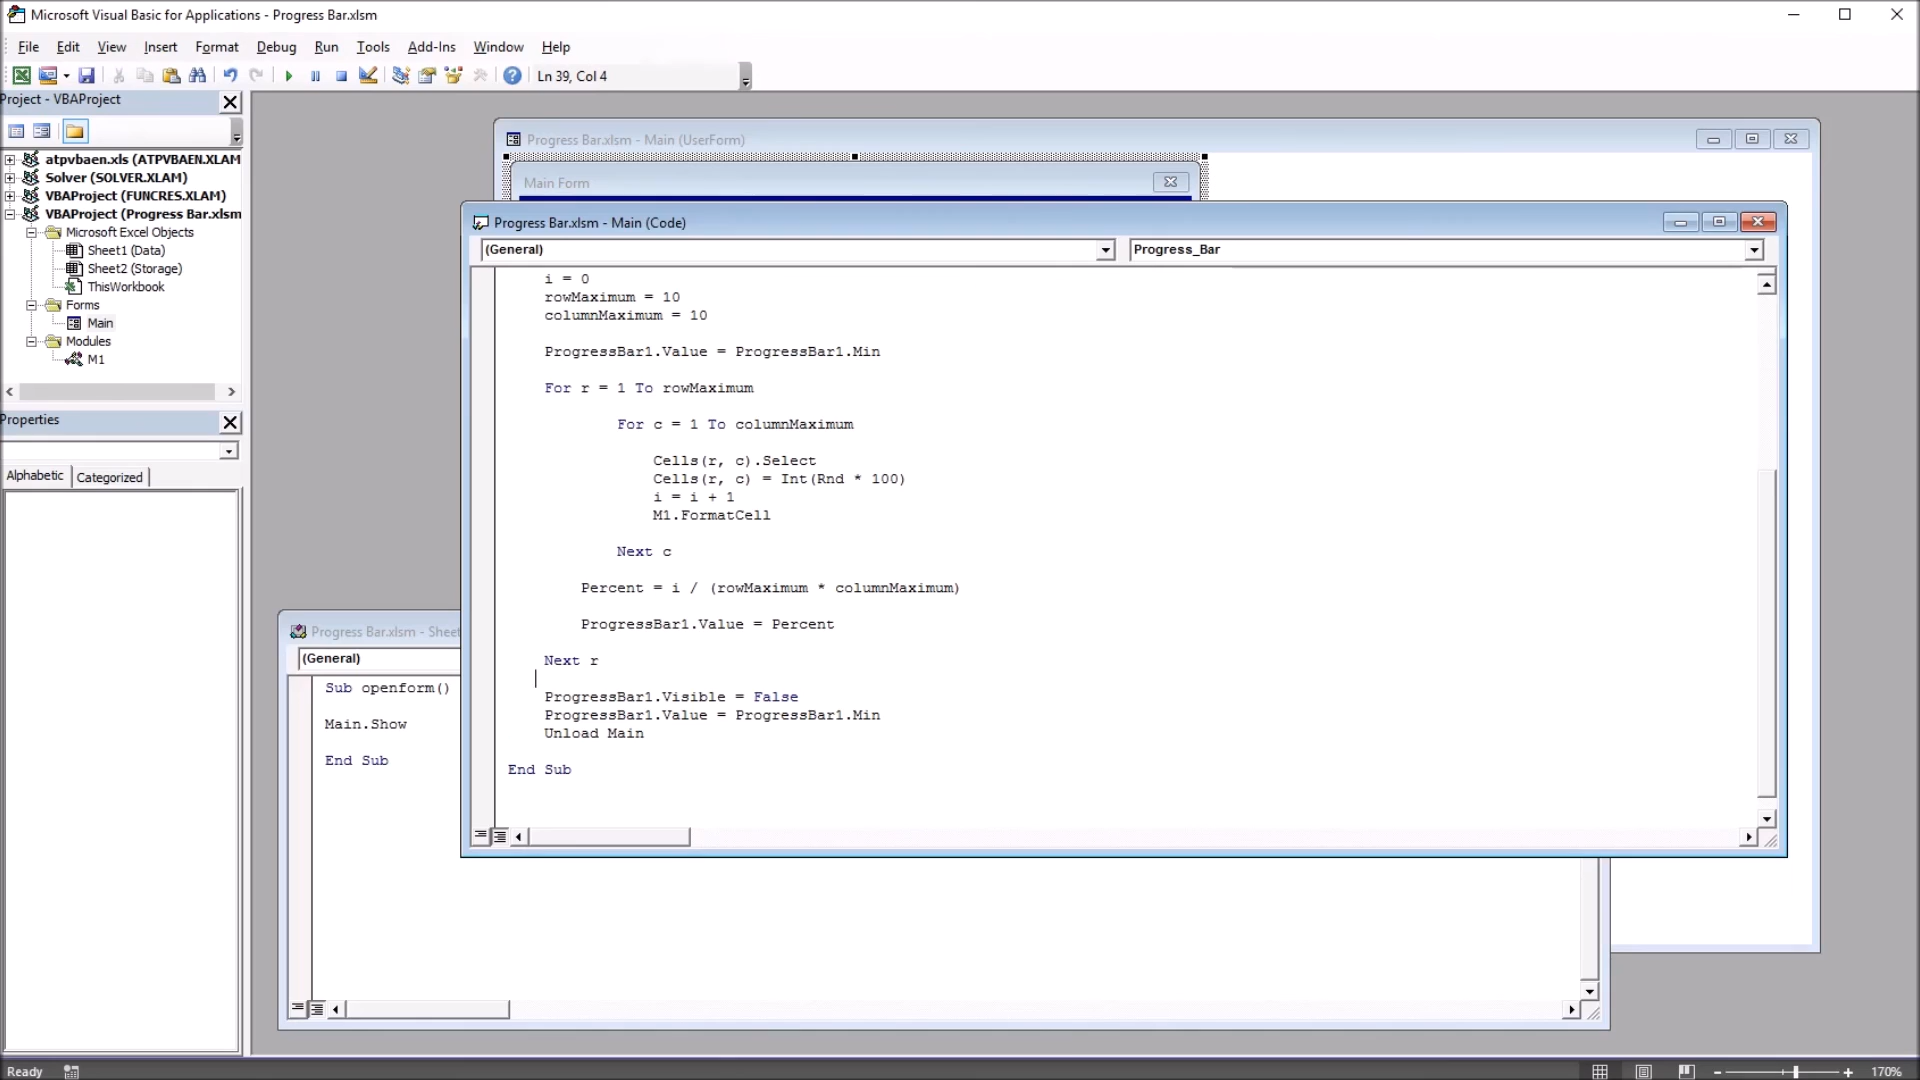 Microsoft Visual Basic for Applications - Progress Bar.xlsm
File Edit View Insert Format Debug Run Tools Add-Ins Window Help
Ln 39, Col 4
Project - VBAProject
atpvbaen.xls (ATPVBAEN.XLAM
Solver (SOLVER.XLAM)
VBAProject (FUNCRES.XLAM)
VBAProject (Progress Bar.xlsm
Microsoft Excel Objects
Sheet1 (Data)
Sheet2 (Storage)
ThisWorkbook
Forms
Main
Modules
M1
Properties
Alphabetic Categorized
Progress Bar.xlsm - Main (UserForm)
Main Form
Progress Bar.xlsm - Main (Code)
(General) Progress_Bar
i = 0
rowMaximum = 10
columnMaximum = 10
ProgressBar1.Value = ProgressBar1.Min
For r = 1 To rowMaximum
For c = 1 To columnMaximum
Cells(r, c).Select
Cells(r, c) = Int(Rnd * 100)
i = i + 1
M1.FormatCell
Next c
Percent = i / (rowMaximum * columnMaximum)
ProgressBar1.Value = Percent
Next r
ProgressBar1.Visible = False
ProgressBar1.Value = ProgressBar1.Min
Unload Main
End Sub
Progress Bar.xlsm - Sheet
(General)
Sub openform()
Main.Show
End Sub
Ready
170%